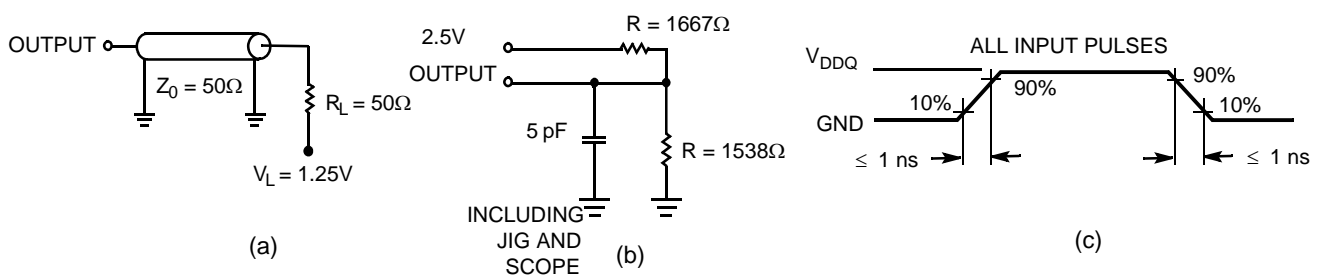 OUTPUT
Z0 = 50Ω
RL = 50Ω
VL = 1.25V
(a)
R = 1667Ω
2.5V
OUTPUT
5 pF
R = 1538Ω
INCLUDING
JIG AND
SCOPE
(b)
ALL INPUT PULSES
VDDQ
GND
10%
90%
90%
10%
≤ 1 ns
≤ 1 ns
(c)